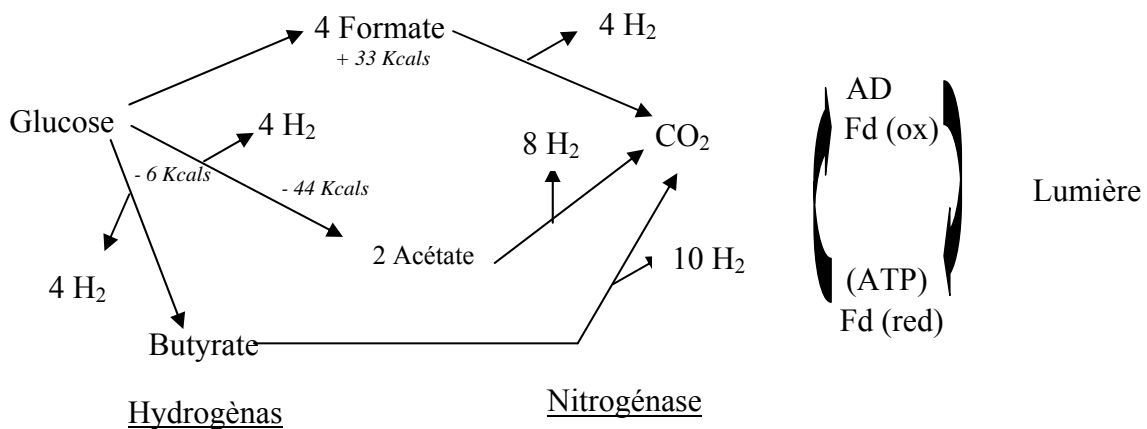 4 Formate
+ 33 Kcals
4 H₂
Glucose
4 H₂
8 H₂
CO₂
AD
Fd (ox)
- 6 Kcals
- 44 Kcals
Lumière
4 H₂
2 Acétate
10 H₂
(ATP)
Fd (red)
Butyrate
Hydrogènas
Nitrogénase